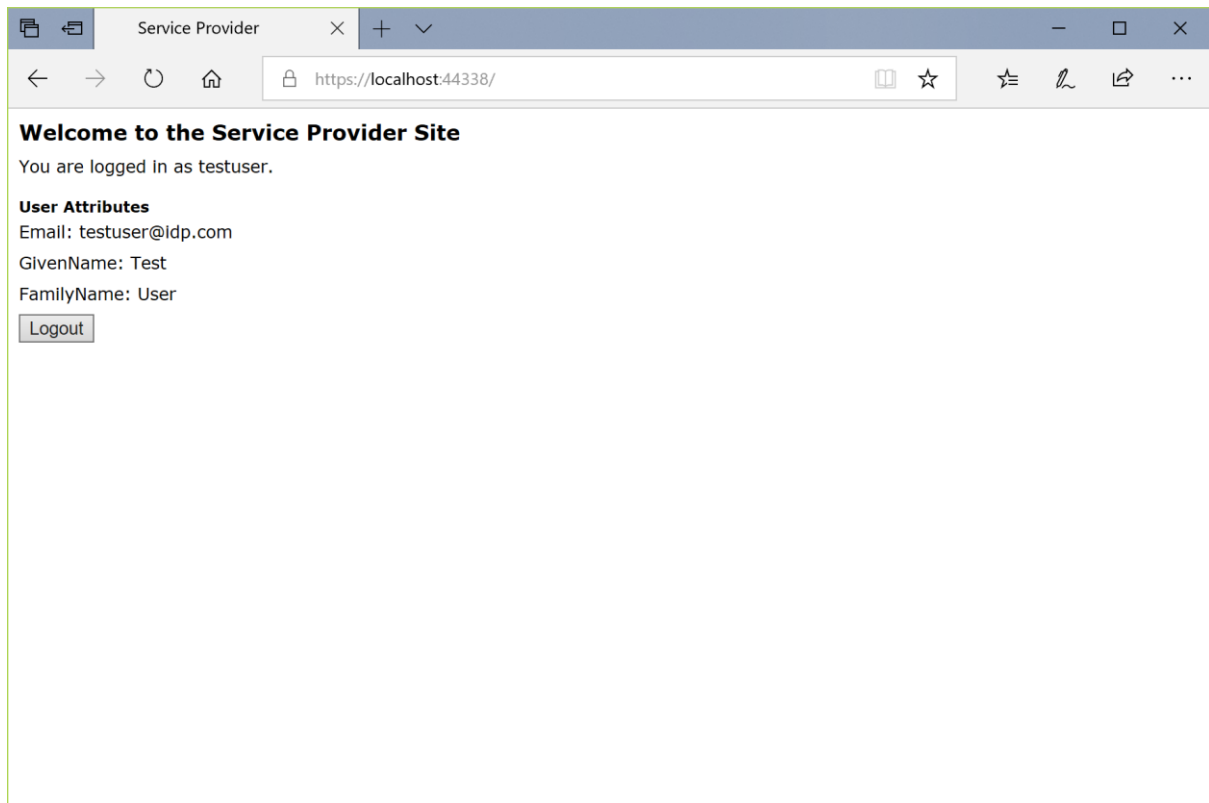 Service Provider
https://localhost:44338/
Welcome to the Service Provider Site
You are logged in as testuser.
User Attributes
Email: testuser@idp.com
GivenName: Test
FamilyName: User
Logout